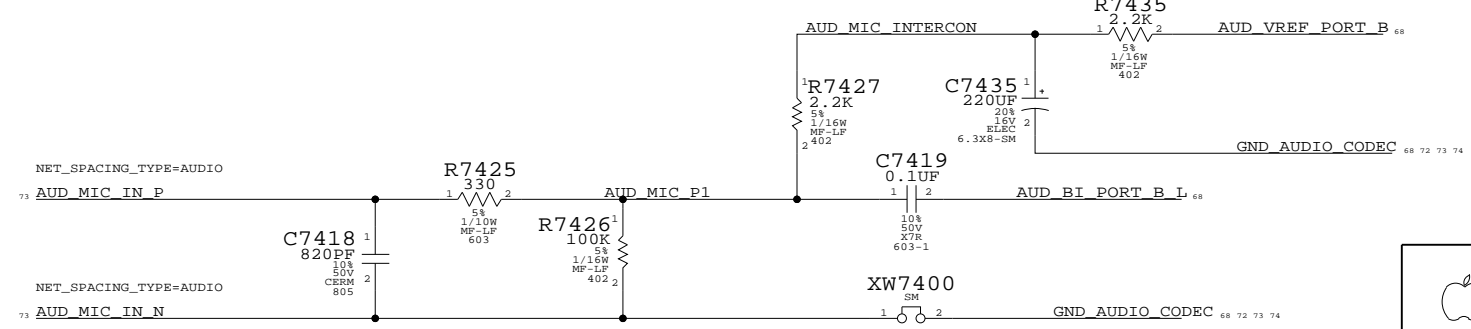 R7435
2.2K
AUD_MIC_INTERCON
1
2
AUD_VREF_PORT_B 68
5%
1/16W
MF-LF
402
1
R7427
2.2K
5%
1/16W
MF-LF
402
2
C7435
220UF
20%
16V
ELEC
6.3X8-SM
1
+
2
GND_AUDIO_CODEC 68 72 73 74
NET_SPACING_TYPE=AUDIO
R7425
330
C7419
0.1UF
73 AUD_MIC_IN_P
1
2
AUD_MIC_P1
1
2
AUD_BI_PORT_B_L 68
5%
1/10W
MF-LF
603
10%
50V
X7R
603-1
C7418
820PF
10%
50V
CERM
805
1
2
R7426
100K
5%
1/16W
MF-LF
402
1
2
NET_SPACING_TYPE=AUDIO
XW7400
SM
73 AUD_MIC_IN_N
1
2
GND_AUDIO_CODEC 68 72 73 74